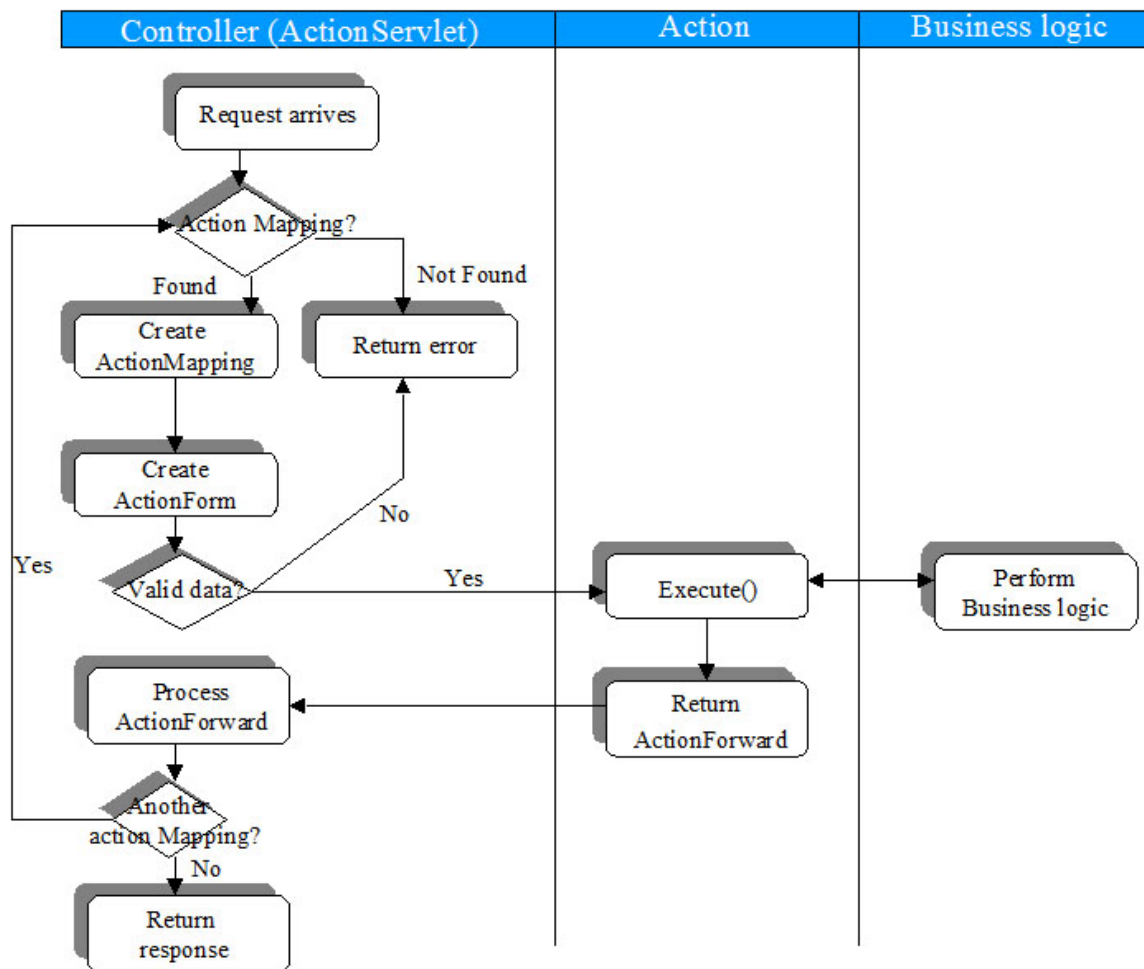 Controller (ActionServlet)
Action
Business logic
Request arrives
Action Mapping?
Not Found
Found
Create
ActionMapping
Return error
Create
ActionForm
No
Yes
Valid data?
Yes
Execute()
Perform
Business logic
Process
ActionForward
Return
ActionForward
Another
action Mapping?
No
Return
response